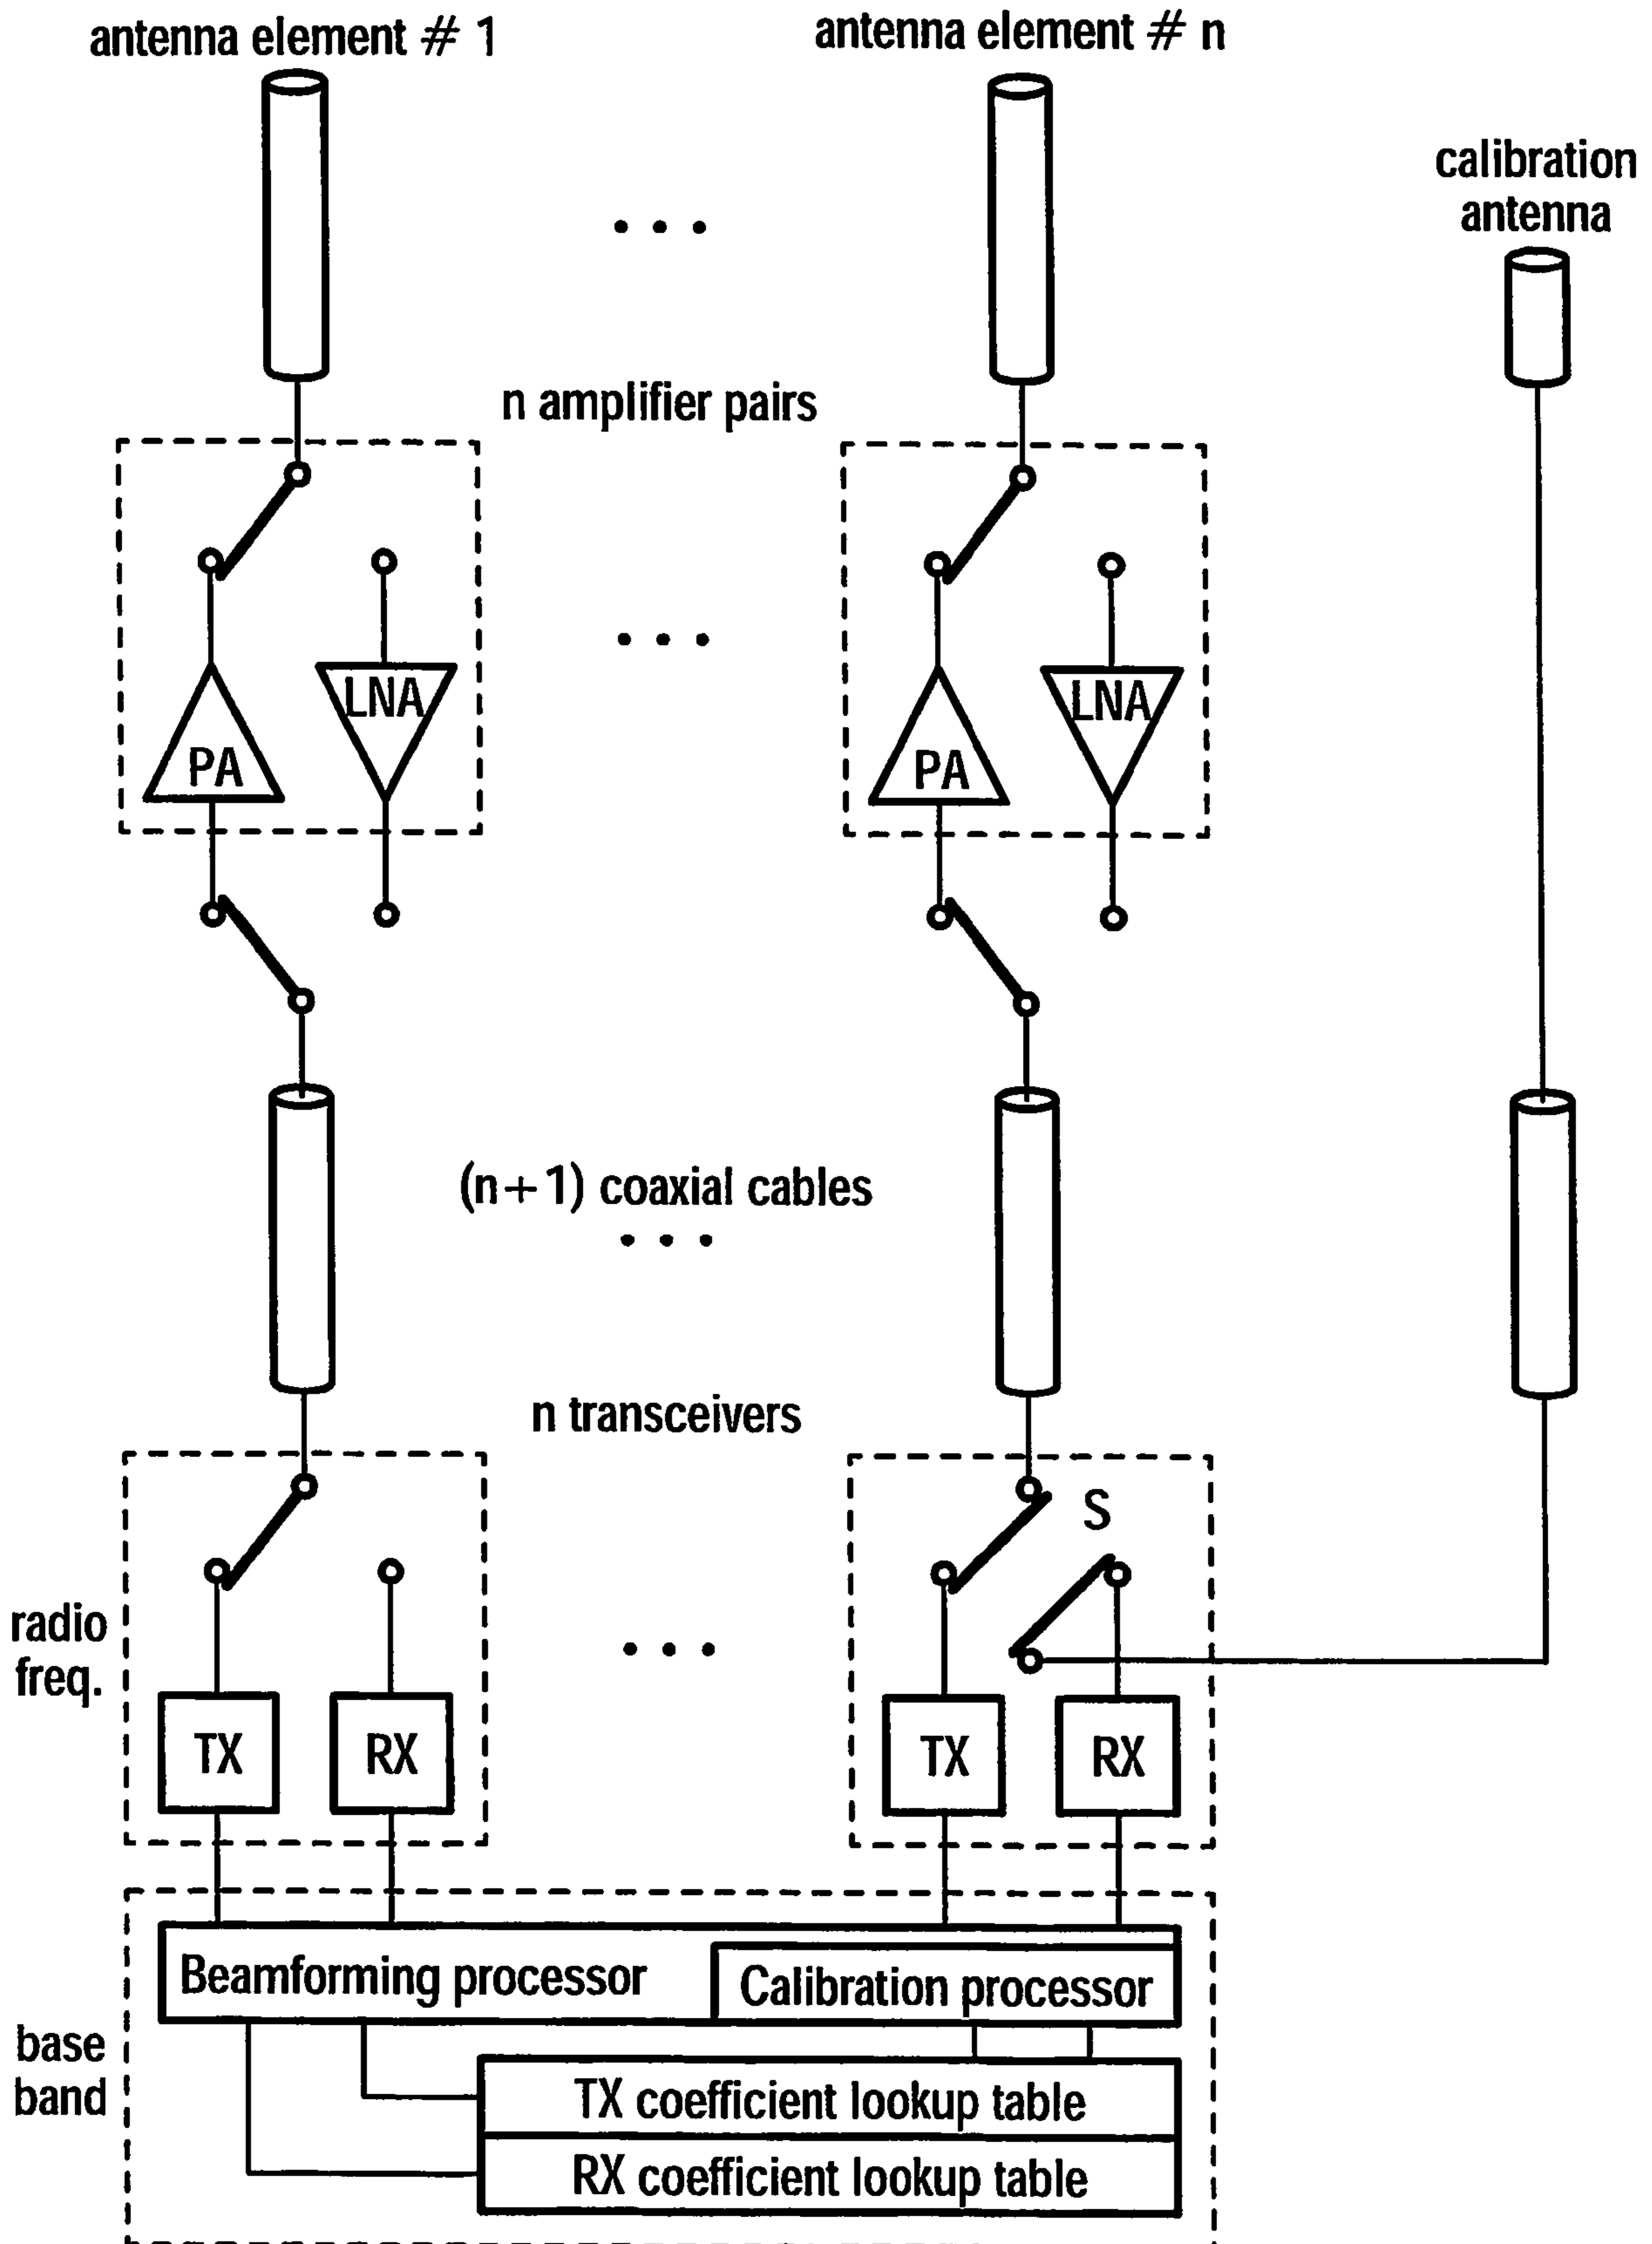 antenna element # 1
antenna element # n
calibration
antenna
n amplifier pairs
LNA
PA
LNA
PA
(n+1) coaxial cables
n transceivers
S
radio
freq.
TX
RX
TX
RX
Beamforming processor
Calibration processor
base
band
TX coefficient lookup table
RX coefficient lookup table